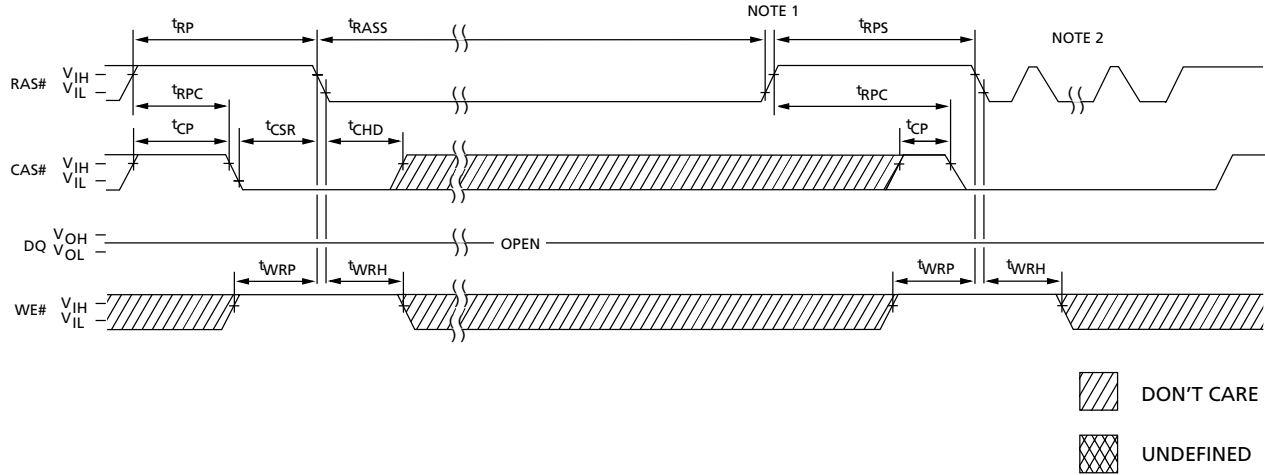 NOTE 1
tRP tRASS tRPS
NOTE 2
RAS# VIH VIL
tRPC tRPC
tCP tCSR tCHD tCP
CAS# VIH VIL
DQ VOH VOL OPEN
tWRP tWRH tWRP tWRH
WE# VIH VIL
DON'T CARE
UNDEFINED